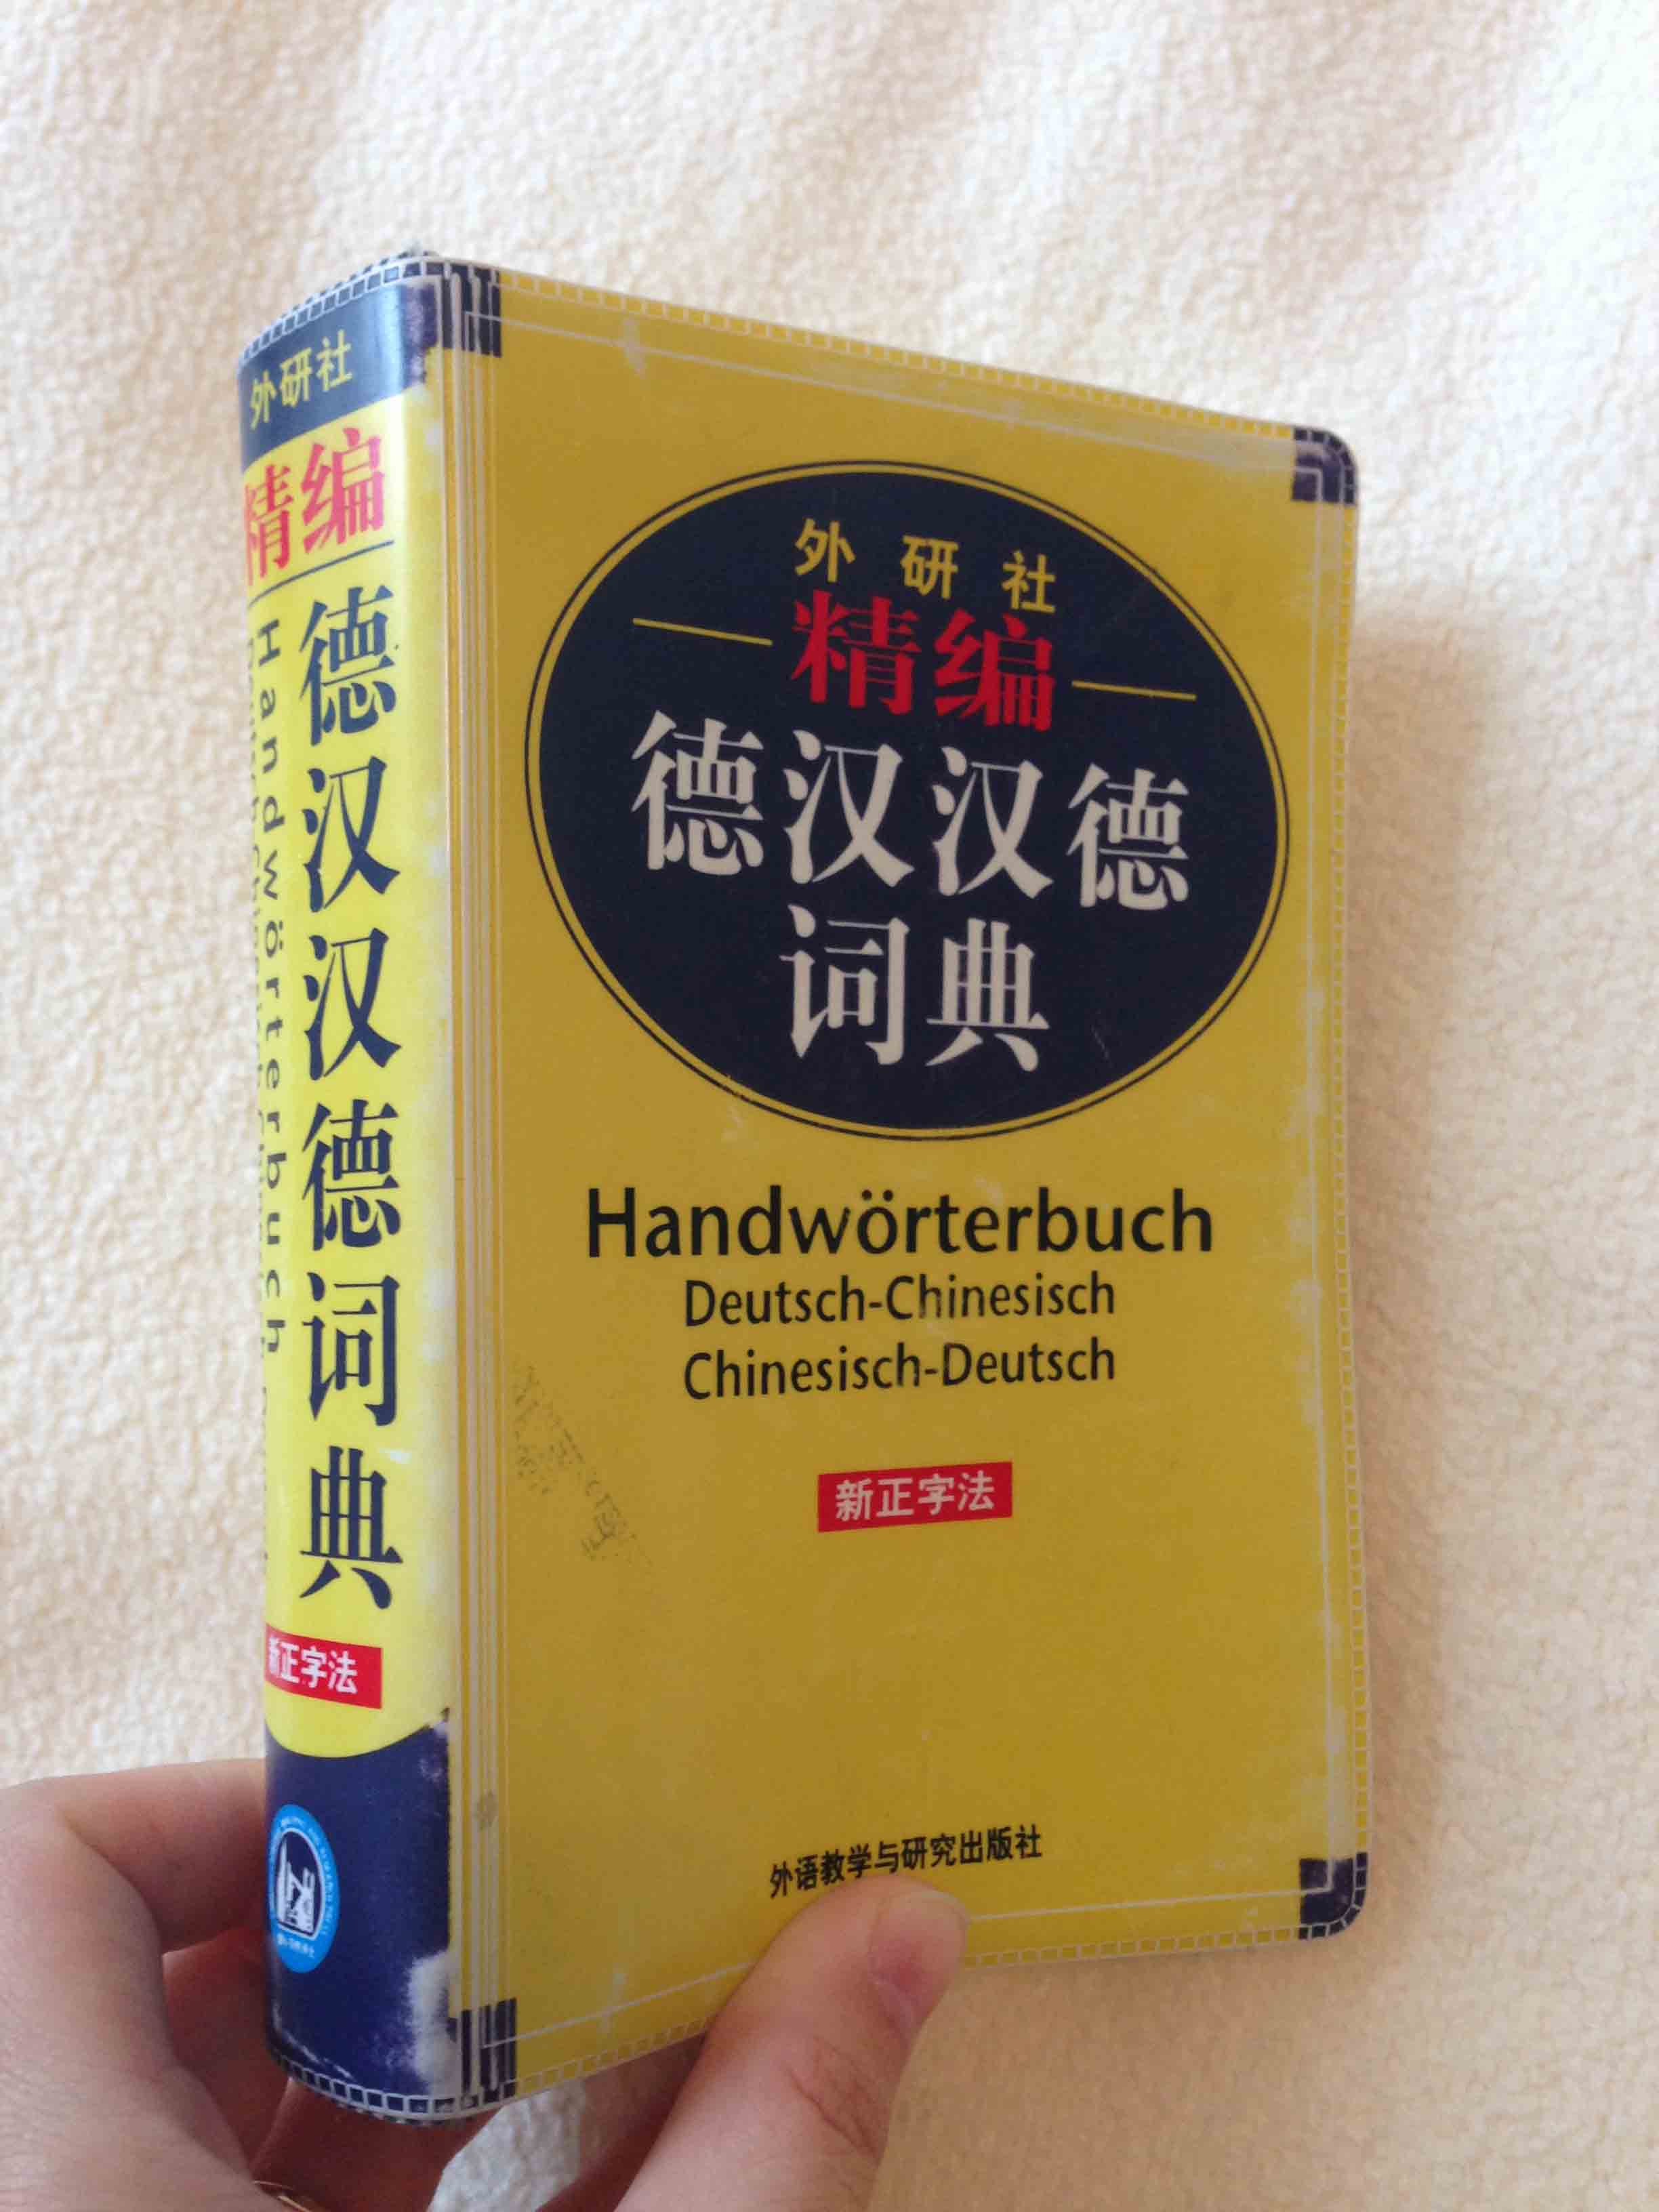 外研社
精编
德汉汉德词典
Handwörterbuch
新正字法
外研社
精编
德汉汉德
词典
Handwörterbuch
Deutsch-Chinesisch
Chinesisch-Deutsch
新正字法
外语教学与研究出版社